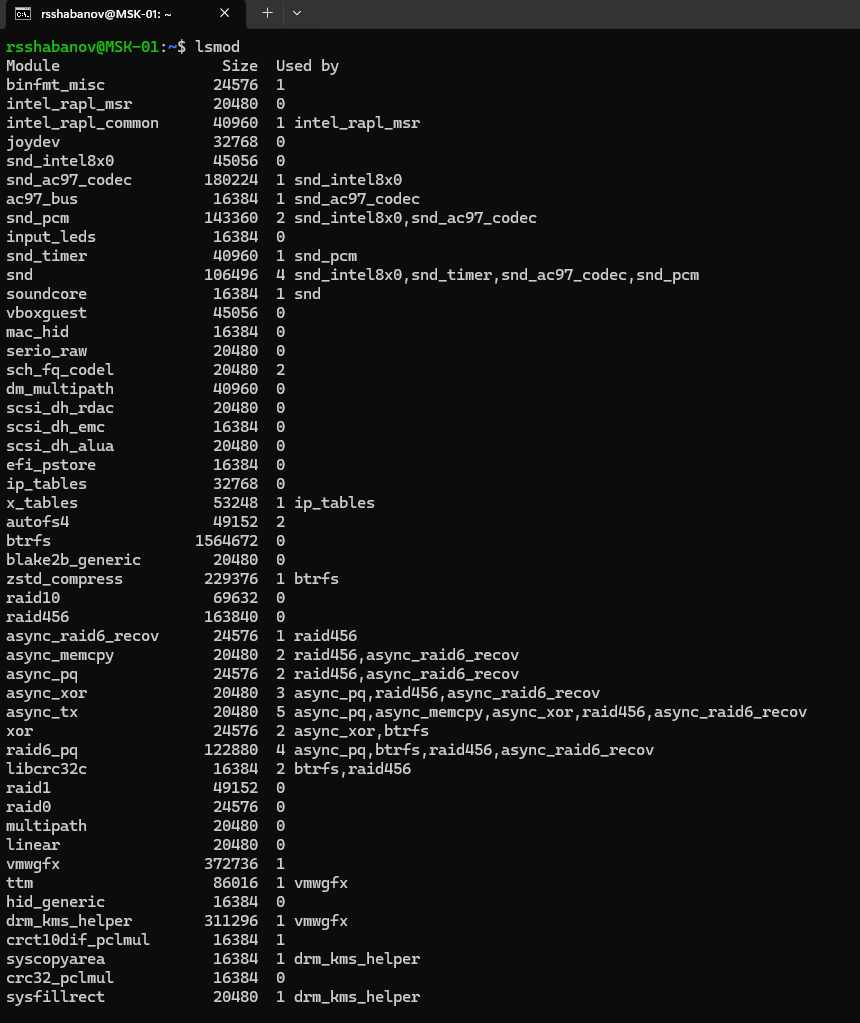 rsshabanov@MSK-01: ~
rsshabanov@MSK-01:~$ lsmod
Module                  Size  Used by
binfmt_misc            24576  1
intel_rapl_msr         20480  0
intel_rapl_common      40960  1 intel_rapl_msr
joydev                 32768  0
snd_intel8x0           45056  0
snd_ac97_codec        180224  1 snd_intel8x0
ac97_bus               16384  1 snd_ac97_codec
snd_pcm               143360  2 snd_intel8x0,snd_ac97_codec
input_leds             16384  0
snd_timer              40960  1 snd_pcm
snd                   106496  4 snd_intel8x0,snd_timer,snd_ac97_codec,snd_pcm
soundcore              16384  1 snd
vboxguest              45056  0
mac_hid                16384  0
serio_raw              20480  0
sch_fq_codel           20480  2
dm_multipath           40960  0
scsi_dh_rdac           20480  0
scsi_dh_emc            16384  0
scsi_dh_alua           20480  0
efi_pstore             16384  0
ip_tables              32768  0
x_tables               53248  1 ip_tables
autofs4                49152  2
btrfs                1564672  0
blake2b_generic        20480  0
zstd_compress         229376  1 btrfs
raid10                 69632  0
raid456               163840  0
async_raid6_recov      24576  1 raid456
async_memcpy           20480  2 raid456,async_raid6_recov
async_pq               24576  2 raid456,async_raid6_recov
async_xor              20480  3 async_pq,raid456,async_raid6_recov
async_tx               20480  5 async_pq,async_memcpy,async_xor,raid456,async_raid6_recov
xor                    24576  2 async_xor,btrfs
raid6_pq              122880  4 async_pq,btrfs,raid456,async_raid6_recov
libcrc32c              16384  2 btrfs,raid456
raid1                  49152  0
raid0                  24576  0
multipath              20480  0
linear                 20480  0
vmwgfx                372736  1
ttm                    86016  1 vmwgfx
hid_generic            16384  0
drm_kms_helper        311296  1 vmwgfx
crct10dif_pclmul       16384  1
syscopyarea            16384  1 drm_kms_helper
crc32_pclmul           16384  0
sysfillrect            20480  1 drm_kms_helper